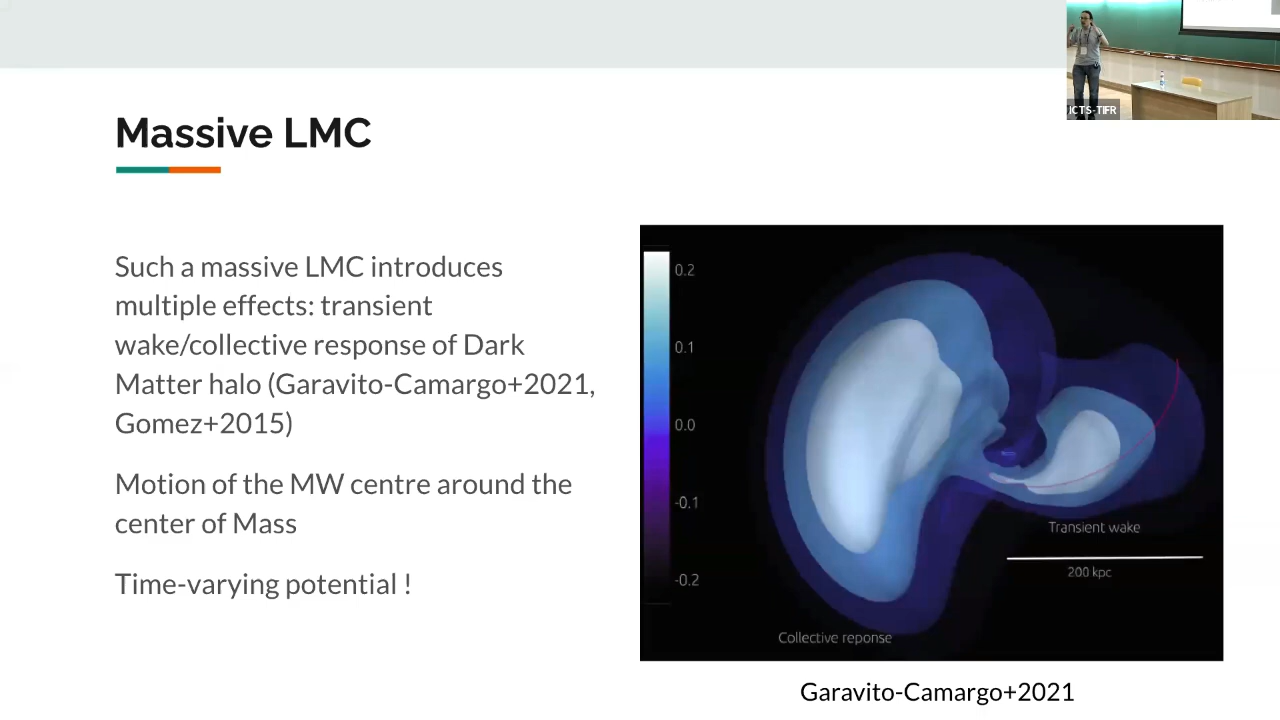 ICTS-TIFR
Massive LMC
Such a massive LMC introduces
multiple effects: transient
wake/collective response of Dark
Matter halo (Garavito-Camargo+2021,
Gomez+2015)
Motion of the MW centre around the
center of Mass
Time-varying potential !
0.2
0.1
0.0
-0.1
-0.2
Transient wake
200 kpc
Collective reponse
Garavito-Camargo+2021